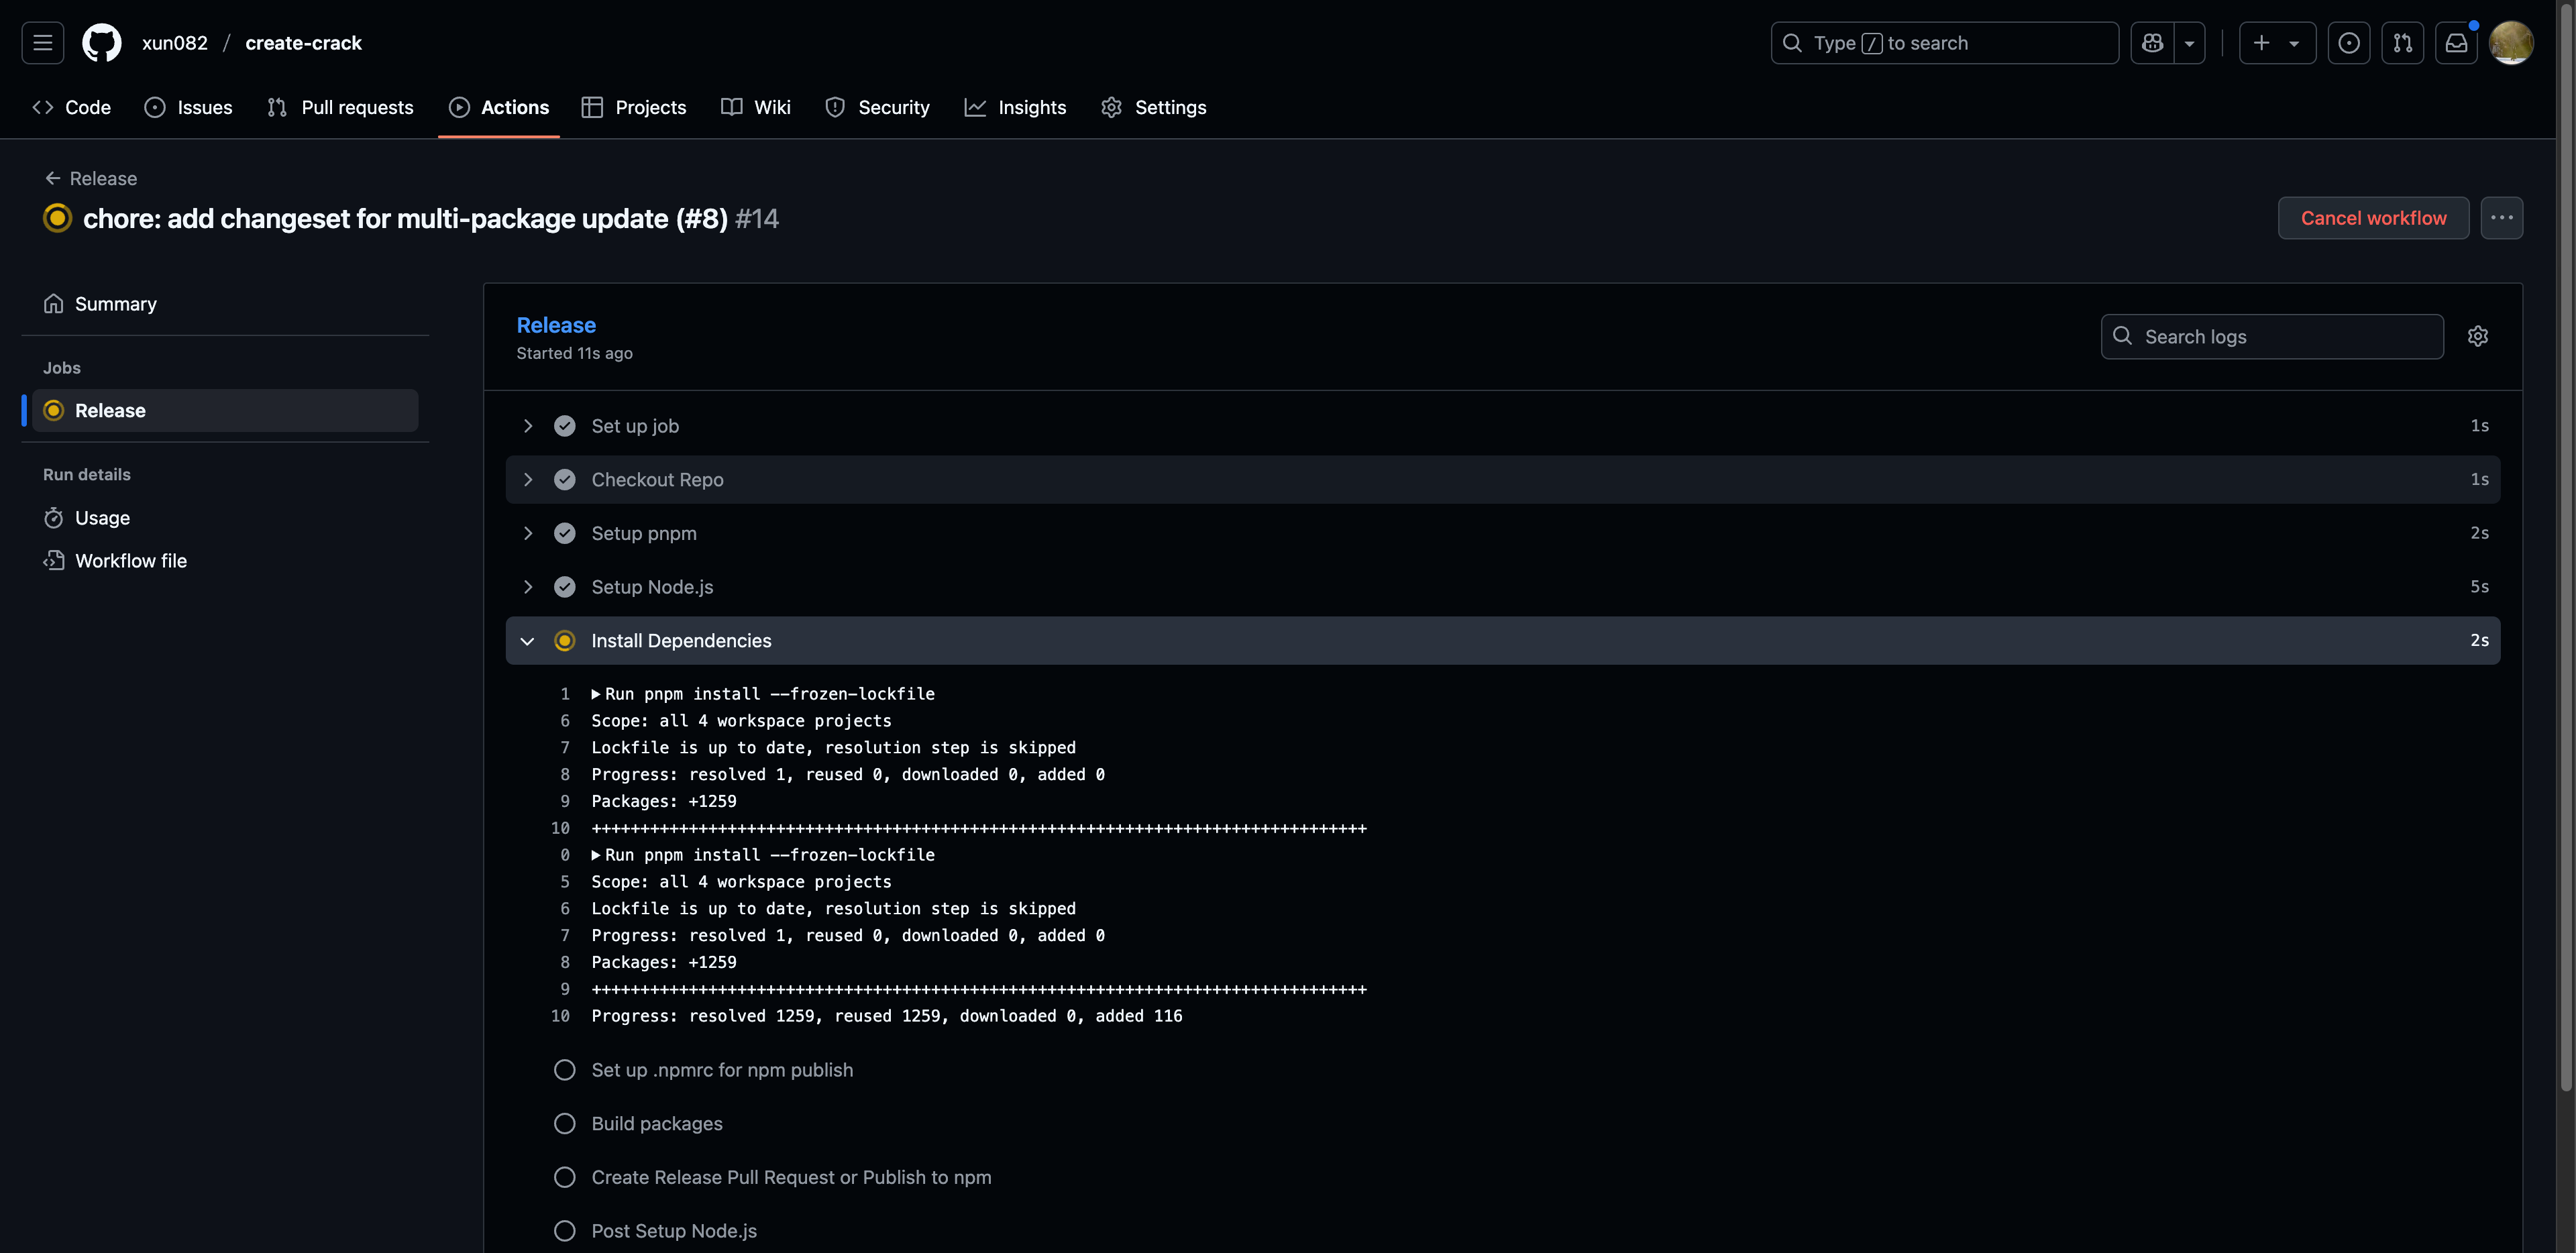 xun082 / create-crack
Type / to search
Code
Issues
Pull requests
Actions
Projects
Wiki
Security
Insights
Settings
Release
chore: add changeset for multi-package update (#8) #14
Cancel workflow
Summary
Jobs
Release
Run details
Usage
Workflow file
Release
Started 11s ago
Search logs
Set up job 1s
Checkout Repo 1s
Setup pnpm 2s
Setup Node.js 5s
Install Dependencies 2s
1 Run pnpm install --frozen-lockfile
6 Scope: all 4 workspace projects
7 Lockfile is up to date, resolution step is skipped
8 Progress: resolved 1, reused 0, downloaded 0, added 0
9 Packages: +1259
10 ++++++++++++++++++++++++++++++++++++++++++++++++++++++++++++++++++++++++++++++++
0 Run pnpm install --frozen-lockfile
5 Scope: all 4 workspace projects
6 Lockfile is up to date, resolution step is skipped
7 Progress: resolved 1, reused 0, downloaded 0, added 0
8 Packages: +1259
9 ++++++++++++++++++++++++++++++++++++++++++++++++++++++++++++++++++++++++++++++++
10 Progress: resolved 1259, reused 1259, downloaded 0, added 116
Set up .npmrc for npm publish
Build packages
Create Release Pull Request or Publish to npm
Post Setup Node.js